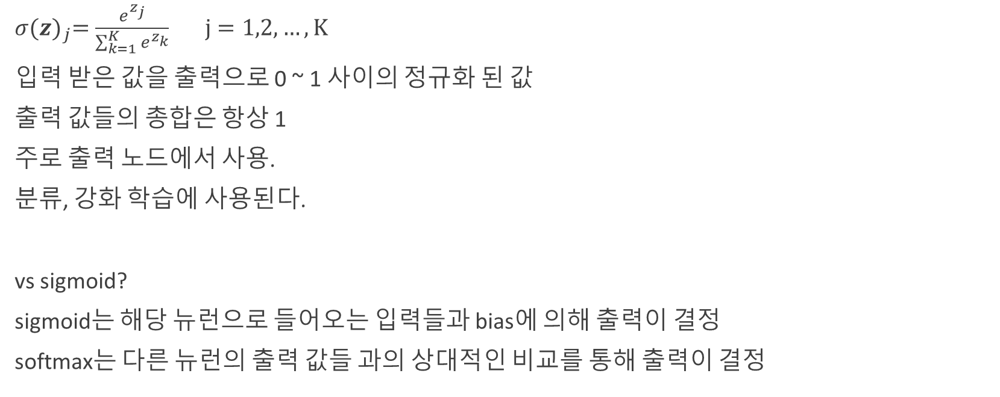 σ(z)_j = e^{z_j} / ∑_{k=1}^{K} e^{z_k}    j = 1,2, … , K
입력 받은 값을 출력으로 0 ~ 1 사이의 정규화 된 값
출력 값들의 총합은 항상 1
주로 출력 노드에서 사용.
분류, 강화 학습에 사용된다.
vs sigmoid?
sigmoid는 해당 뉴런으로 들어오는 입력들과 bias에 의해 출력이 결정
softmax는 다른 뉴런의 출력 값들 과의 상대적인 비교를 통해 출력이 결정